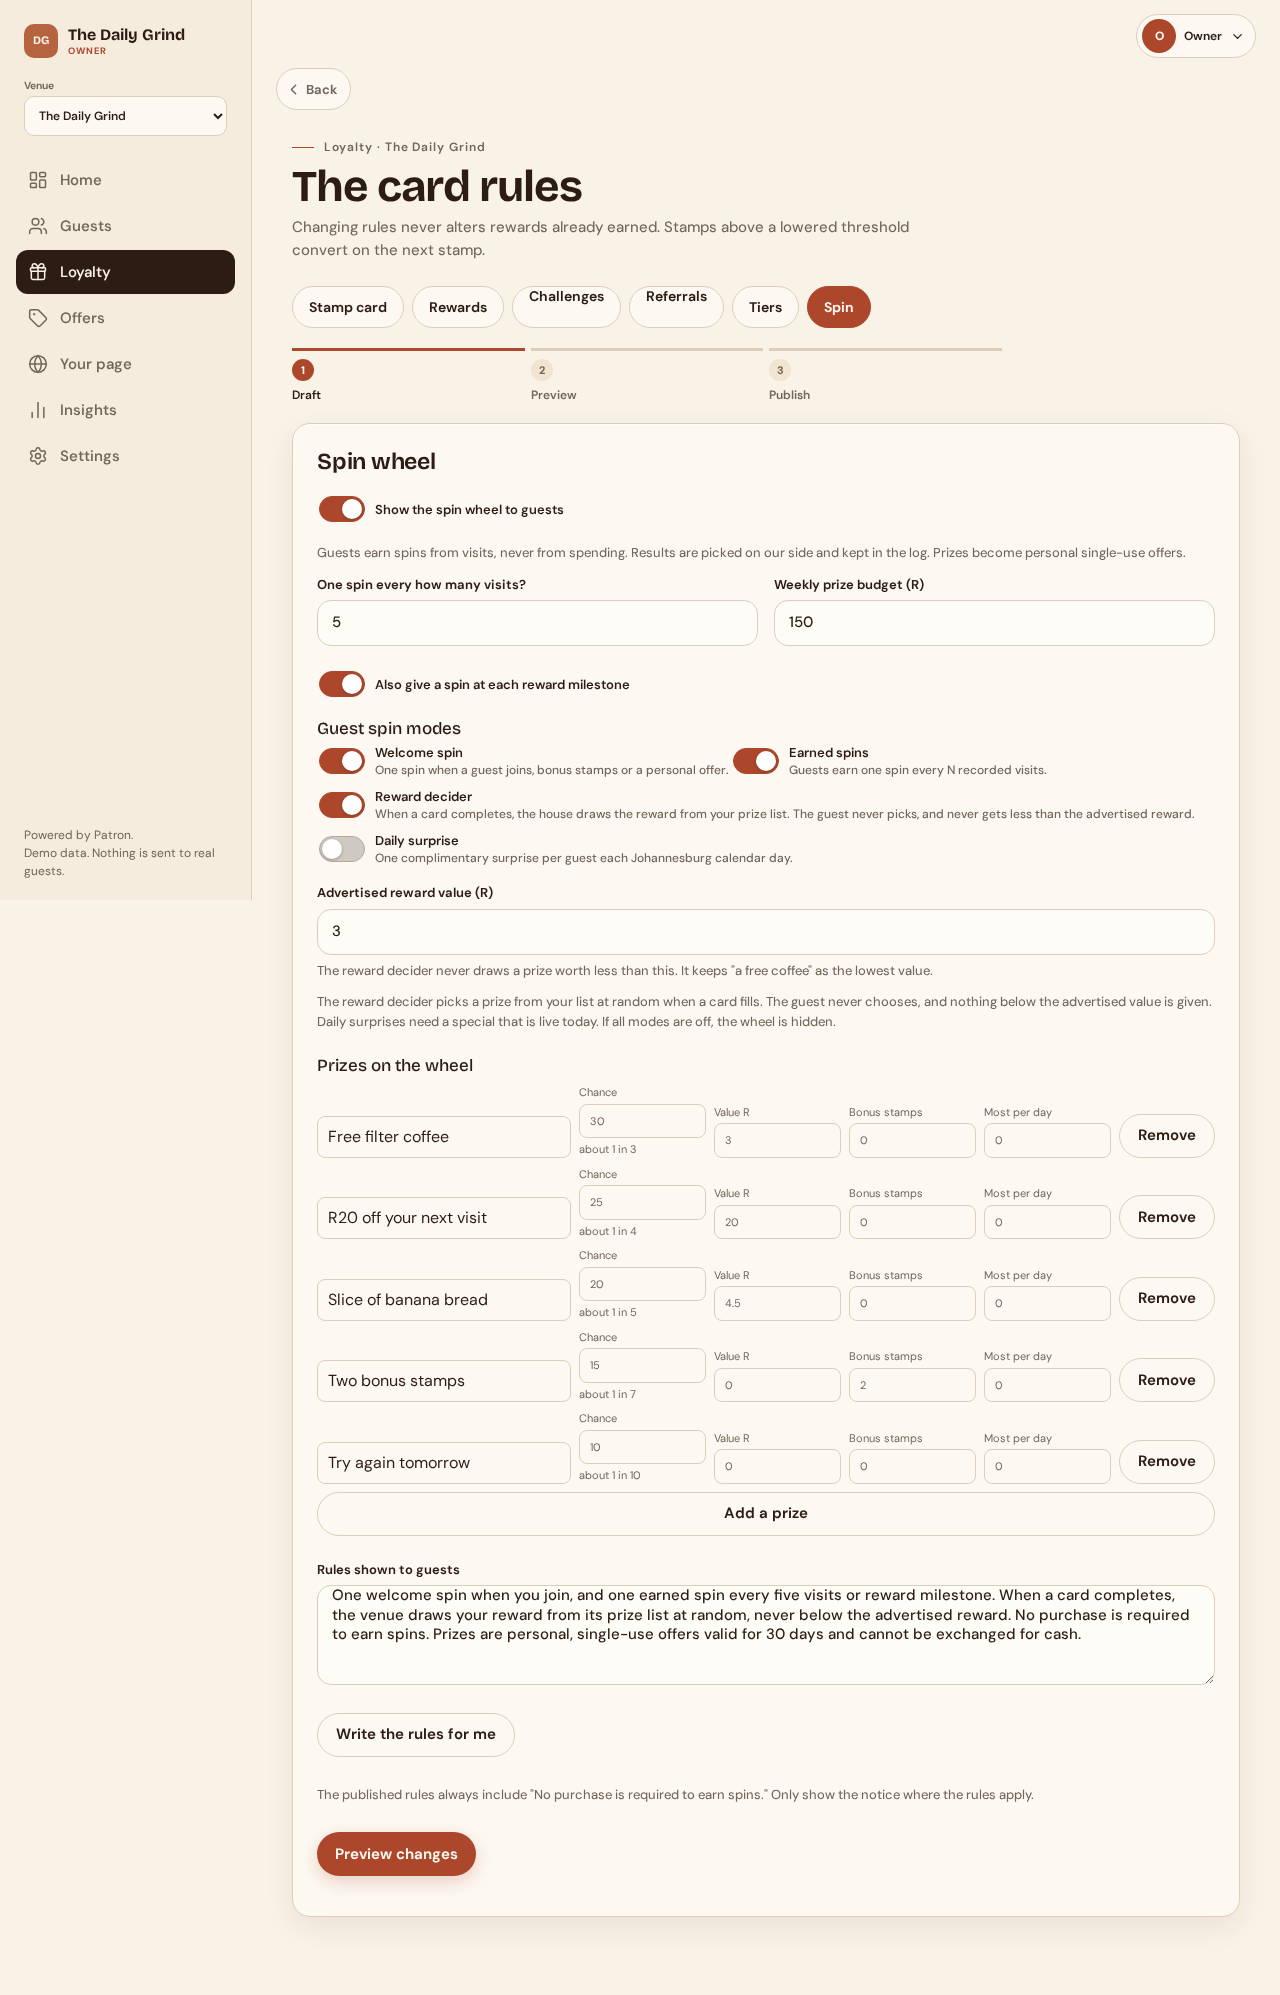 DG
The Daily Grind
OWNER
Venue
The Daily Grind
Home
Guests
Loyalty
Offers
Your page
Insights
Settings
Powered by Patron.
Demo data. Nothing is sent to real
guests.
O
Owner
Back
Loyalty · The Daily Grind
The card rules
Changing rules never alters rewards already earned. Stamps above a lowered threshold
convert on the next stamp.
Stamp card
Rewards
Challenges
Referrals
Tiers
Spin
1
Draft
2
Preview
3
Publish
Spin wheel
Show the spin wheel to guests
Guests earn spins from visits, never from spending. Results are picked on our side and kept in the log. Prizes become personal single-use offers.
One spin every how many visits?
5
Weekly prize budget (R)
150
Also give a spin at each reward milestone
Guest spin modes
Welcome spin
One spin when a guest joins, bonus stamps or a personal offer.
Earned spins
Guests earn one spin every N recorded visits.
Reward decider
When a card completes, the house draws the reward from your prize list. The guest never picks, and never gets less than the advertised reward.
Daily surprise
One complimentary surprise per guest each Johannesburg calendar day.
Advertised reward value (R)
3
The reward decider never draws a prize worth less than this. It keeps "a free coffee" as the lowest value.
The reward decider picks a prize from your list at random when a card fills. The guest never chooses, and nothing below the advertised value is given.
Daily surprises need a special that is live today. If all modes are off, the wheel is hidden.
Prizes on the wheel
Free filter coffee
Chance
30
about 1 in 3
Value R
3
Bonus stamps
0
Most per day
0
Remove
R20 off your next visit
Chance
25
about 1 in 4
Value R
20
Bonus stamps
0
Most per day
0
Remove
Slice of banana bread
Chance
20
about 1 in 5
Value R
4.5
Bonus stamps
0
Most per day
0
Remove
Two bonus stamps
Chance
15
about 1 in 7
Value R
0
Bonus stamps
2
Most per day
0
Remove
Try again tomorrow
Chance
10
about 1 in 10
Value R
0
Bonus stamps
0
Most per day
0
Remove
Add a prize
Rules shown to guests
One welcome spin when you join, and one earned spin every five visits or reward milestone. When a card completes,
the venue draws your reward from its prize list at random, never below the advertised reward. No purchase is required
to earn spins. Prizes are personal, single-use offers valid for 30 days and cannot be exchanged for cash.
Write the rules for me
The published rules always include "No purchase is required to earn spins." Only show the notice where the rules apply.
Preview changes